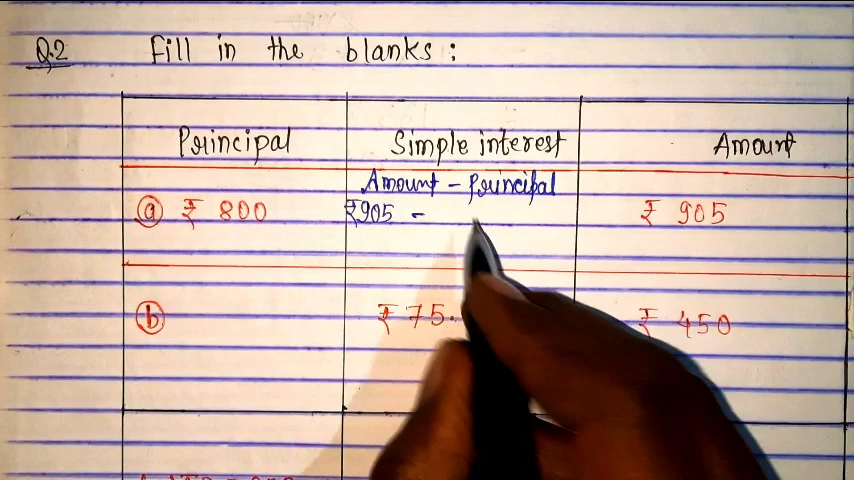 Q.2 Fill in the blanks :
Principal Simple interest Amount
Amount - Principal
(a) ₹ 800 ₹905 - ₹ 905
(b) ₹ 75. ₹ 450